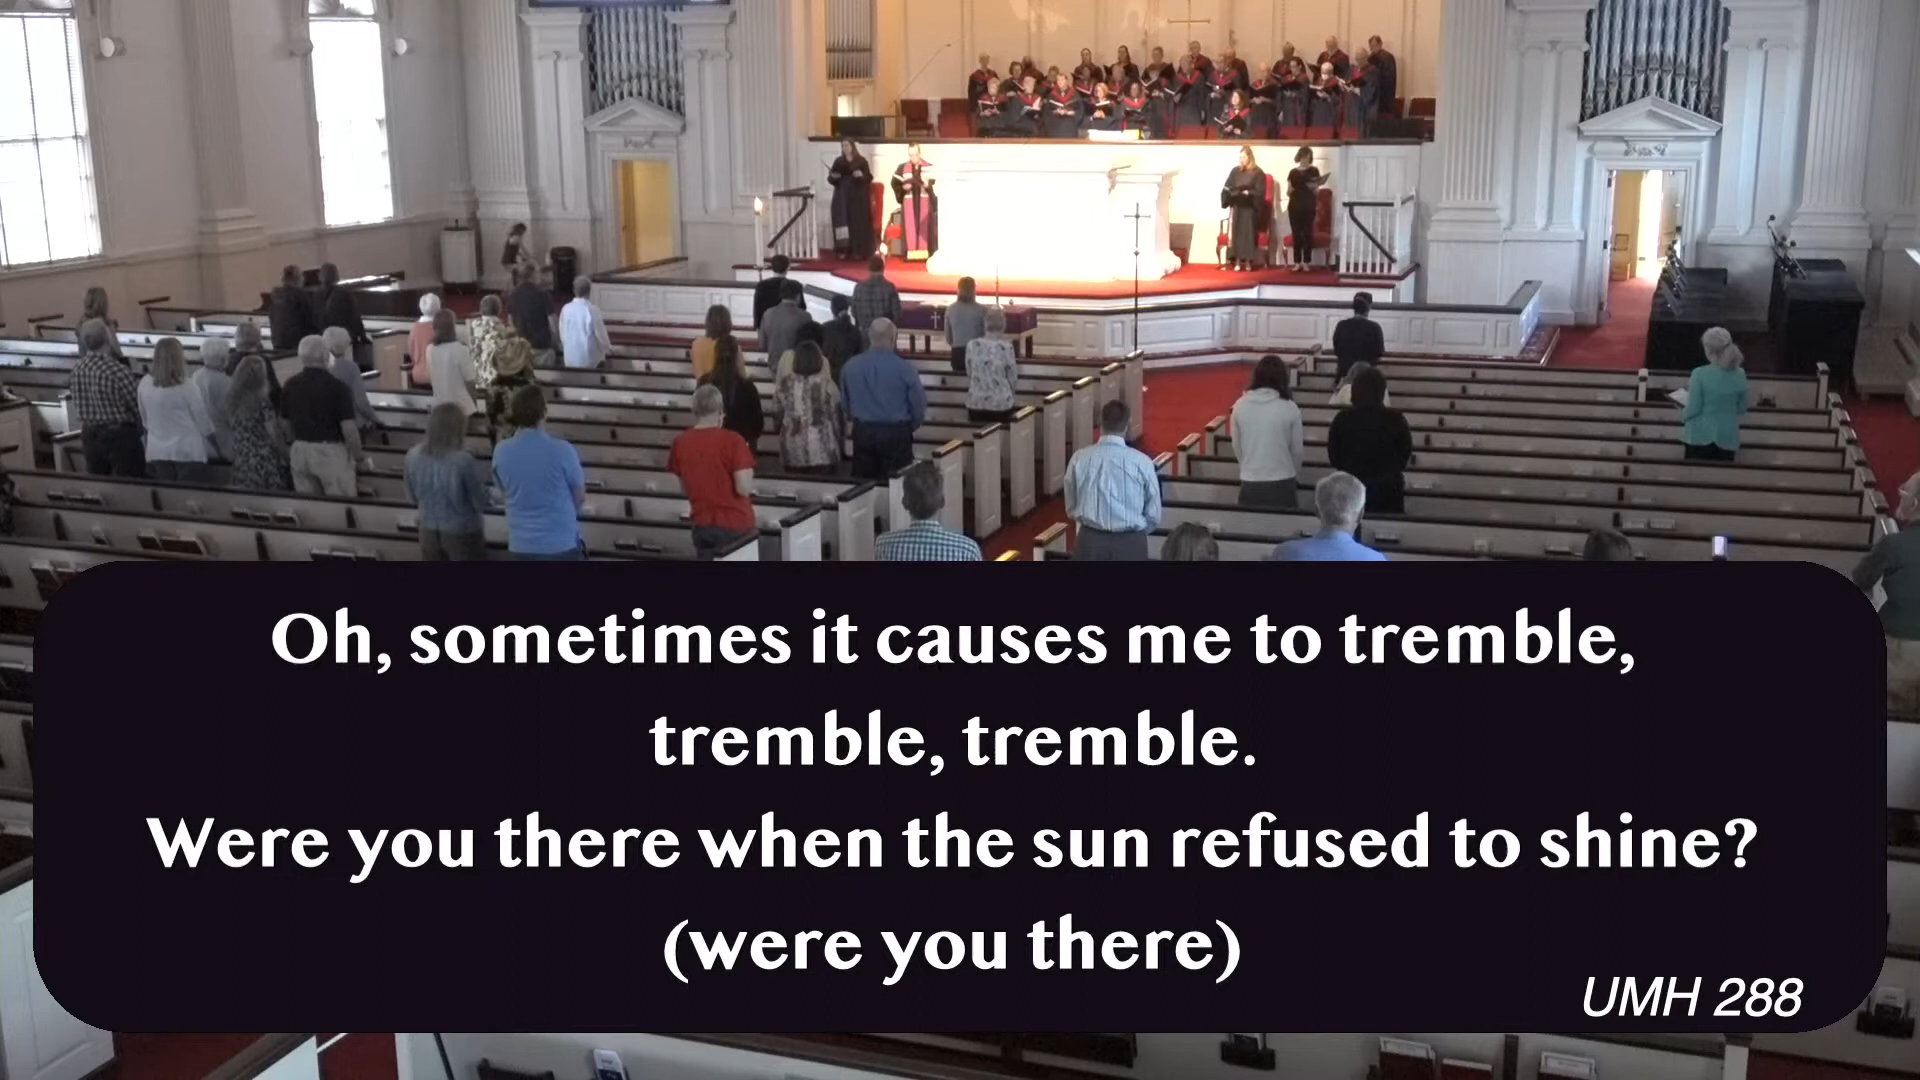 Oh, sometimes it causes me to tremble,
tremble, tremble.
Were you there when the sun refused to shine?
(were you there)
UMH 288